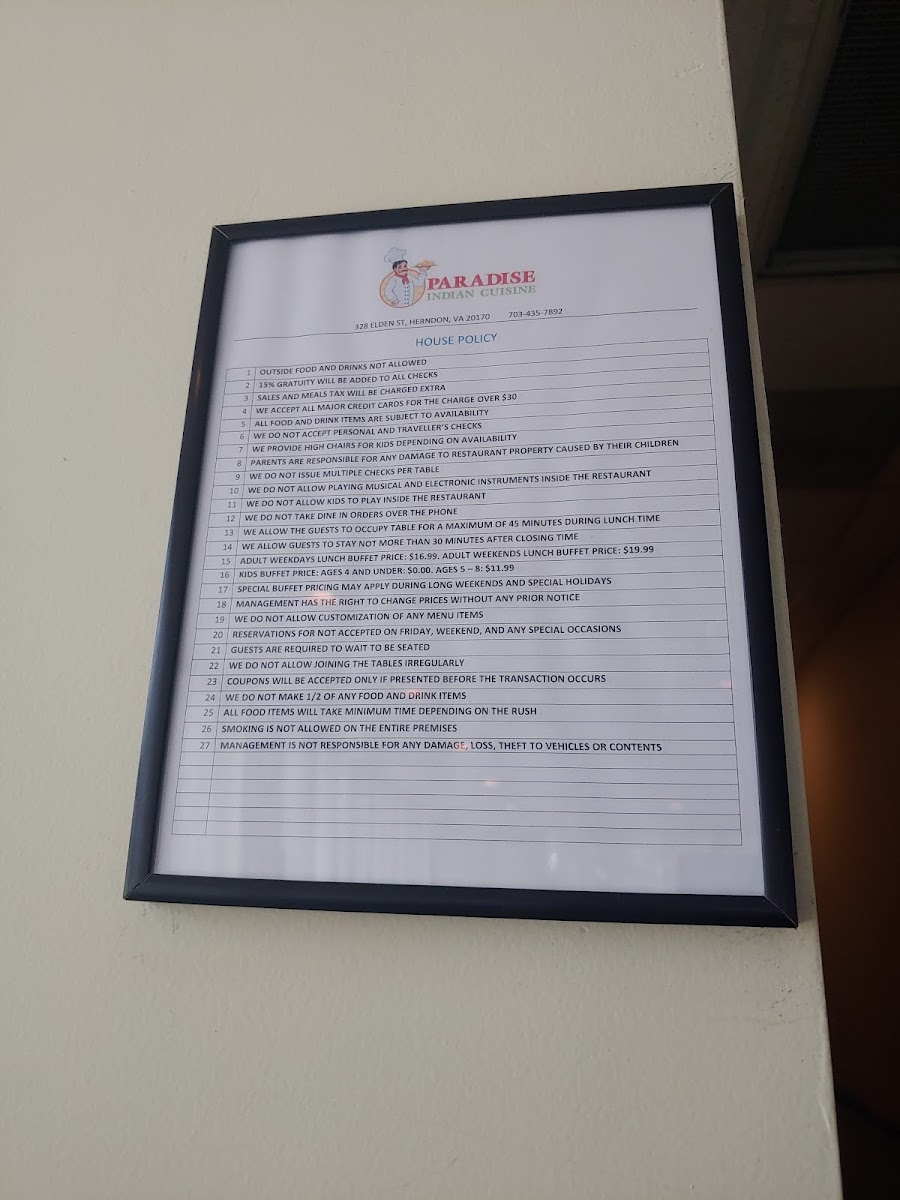 PARADISE
INDIAN CUISINE
328 ELDEN ST, HERNDON, VA 20170 703-435-7892
HOUSE POLICY
1 OUTSIDE FOOD AND DRINKS NOT ALLOWED
2 15% GRATUITY WILL BE ADDED TO ALL CHECKS
3 SALES AND MEALS TAX WILL BE CHARGED EXTRA
4 WE ACCEPT ALL MAJOR CREDIT CARDS FOR THE CHARGE OVER $30
5 ALL FOOD AND DRINK ITEMS ARE SUBJECT TO AVAILABILITY
6 WE DO NOT ACCEPT PERSONAL AND TRAVELLER'S CHECKS
7 WE PROVIDE HIGH CHAIRS FOR KIDS DEPENDING ON AVAILABILITY
8 PARENTS ARE RESPONSIBLE FOR ANY DAMAGE TO RESTAURANT PROPERTY CAUSED BY THEIR CHILDREN
9 WE DO NOT ISSUE MULTIPLE CHECKS PER TABLE
10 WE DO NOT ALLOW PLAYING MUSICAL AND ELECTRONIC INSTRUMENTS INSIDE THE RESTAURANT
11 WE DO NOT ALLOW KIDS TO PLAY INSIDE THE RESTAURANT
12 WE DO NOT TAKE DINE IN ORDERS OVER THE PHONE
13 WE ALLOW THE GUESTS TO OCCUPY TABLE FOR A MAXIMUM OF 45 MINUTES DURING LUNCH TIME
14 WE ALLOW GUESTS TO STAY NOT MORE THAN 30 MINUTES AFTER CLOSING TIME
15 ADULT WEEKDAYS LUNCH BUFFET PRICE: $16.99. ADULT WEEKENDS LUNCH BUFFET PRICE: $19.99
16 KIDS BUFFET PRICE: AGES 4 AND UNDER: $0.00. AGES 5 – 8: $11.99
17 SPECIAL BUFFET PRICING MAY APPLY DURING LONG WEEKENDS AND SPECIAL HOLIDAYS
18 MANAGEMENT HAS THE RIGHT TO CHANGE PRICES WITHOUT ANY PRIOR NOTICE
19 WE DO NOT ALLOW CUSTOMIZATION OF ANY MENU ITEMS
20 RESERVATIONS FOR NOT ACCEPTED ON FRIDAY, WEEKEND, AND ANY SPECIAL OCCASIONS
21 GUESTS ARE REQUIRED TO WAIT TO BE SEATED
22 WE DO NOT ALLOW JOINING THE TABLES IRREGULARLY
23 COUPONS WILL BE ACCEPTED ONLY IF PRESENTED BEFORE THE TRANSACTION OCCURS
24 WE DO NOT MAKE 1/2 OF ANY FOOD AND DRINK ITEMS
25 ALL FOOD ITEMS WILL TAKE MINIMUM TIME DEPENDING ON THE RUSH
26 SMOKING IS NOT ALLOWED ON THE ENTIRE PREMISES
27 MANAGEMENT IS NOT RESPONSIBLE FOR ANY DAMAGE, LOSS, THEFT TO VEHICLES OR CONTENTS